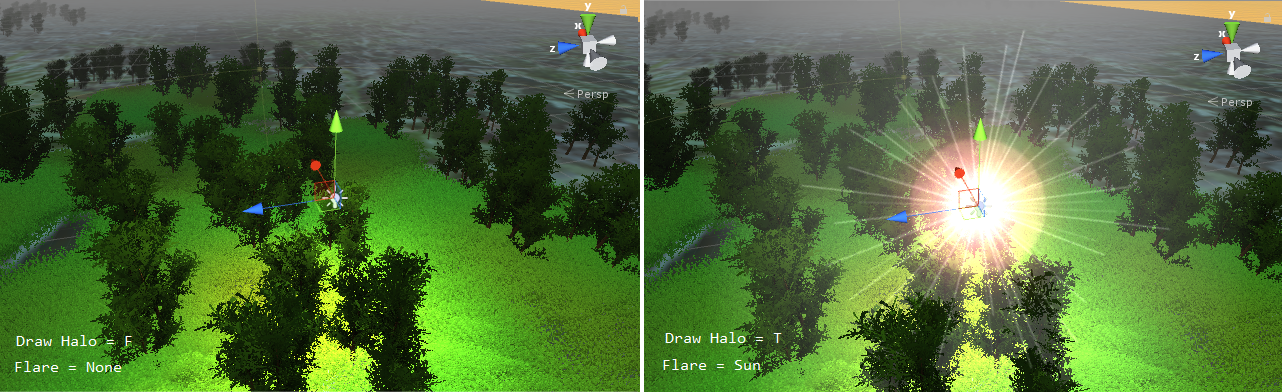 y
x
z
Persp
Draw Halo = F
Flare = None
y
x
z
Persp
Draw Halo = T
Flare = Sun